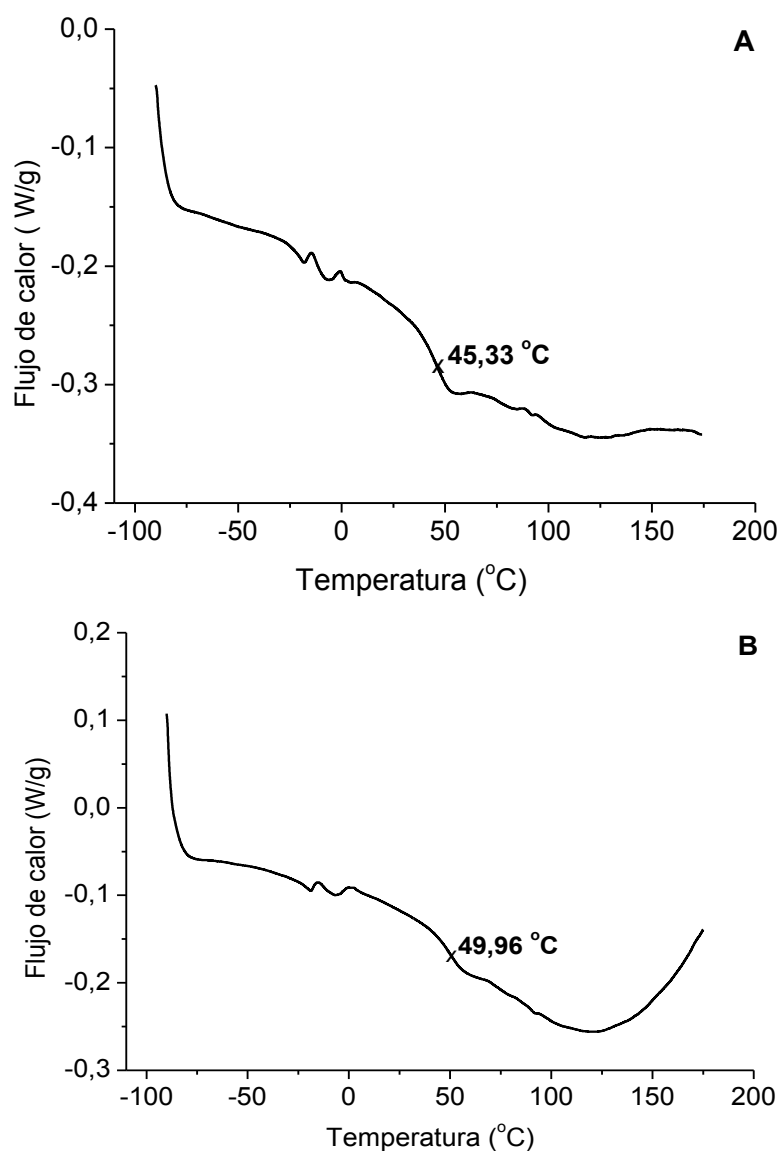 A
0,0
-0,1
-0,2
-0,3
-0,4
Flujo de calor ( W/g)
45,33 °C
-100 -50 0 50 100 150 200
Temperatura (°C)
B
0,2
0,1
0,0
-0,1
-0,2
-0,3
Flujo de calor (W/g)
49,96 °C
-100 -50 0 50 100 150 200
Temperatura (°C)